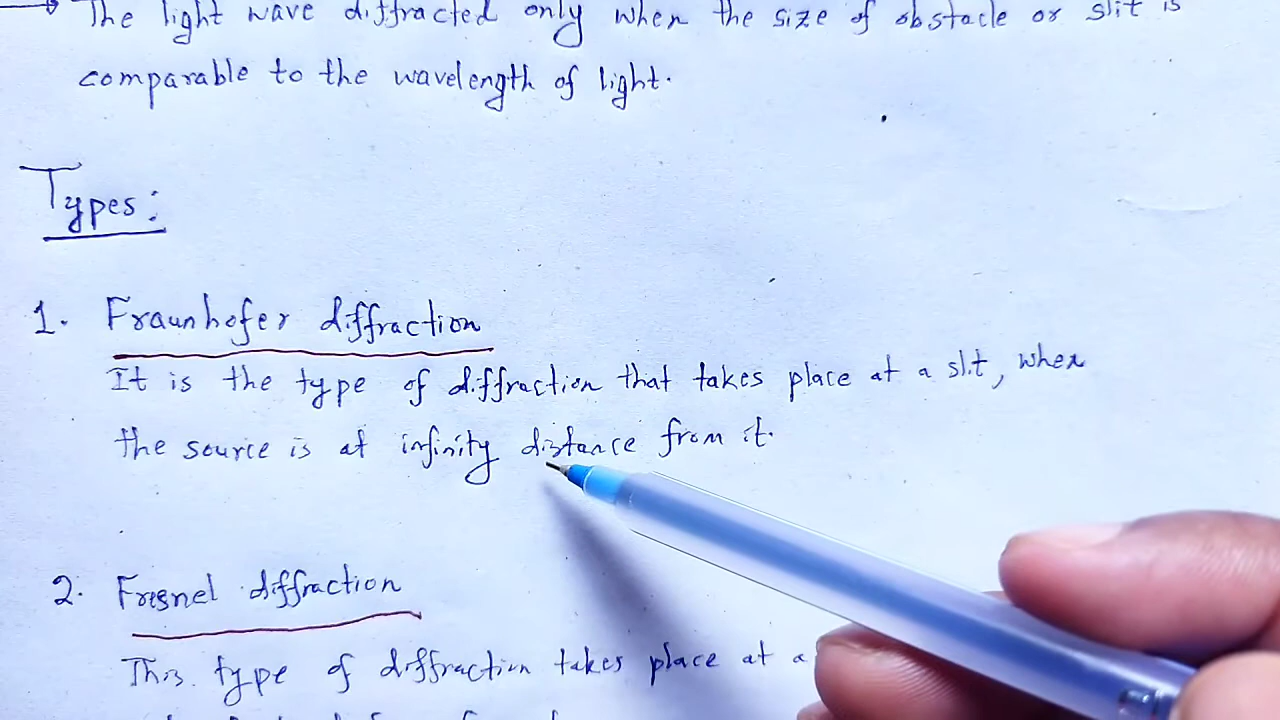 The light wave diffracted only when the size of obstacle or slit is
comparable to the wavelength of light.
Types:
1. Fraunhofer diffraction
It is the type of diffraction that takes place at a slit, when
the source is at infinity distance from it.
2. Fresnel diffraction
This type of diffraction takes place at a